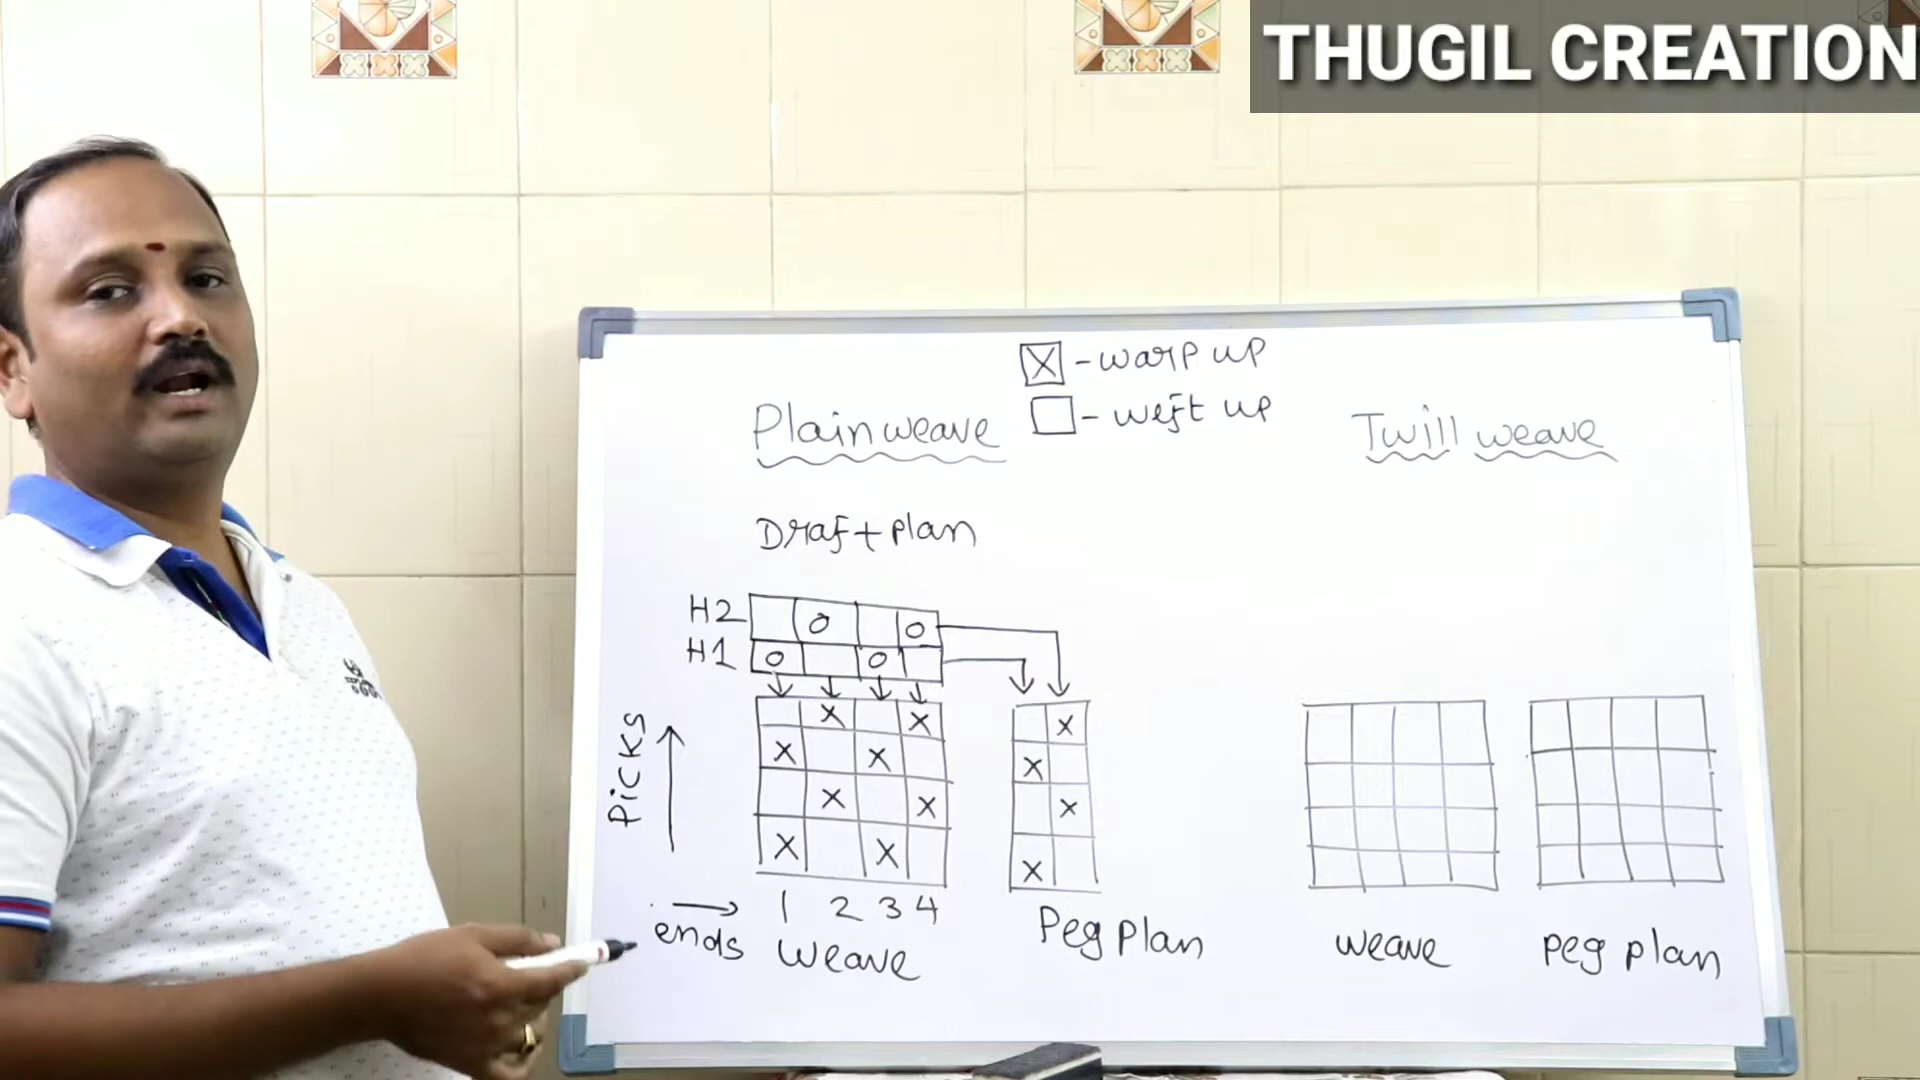 THUGIL CREATION
X - warp up
- weft up
Plain weave
Twill weave
Draft plan
H2 O O
H1 O O
X X X
X X X
X X X
X X X
Picks
1 2 3 4
ends
weave
Peg Plan
weave
peg plan